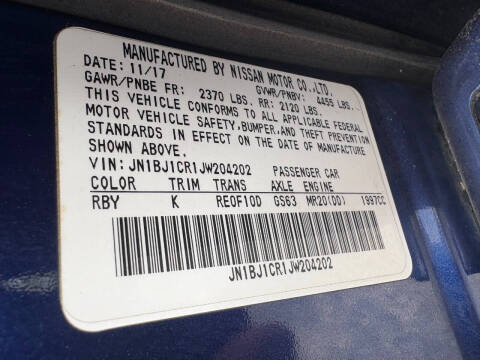 MANUFACTURED BY NISSAN MOTOR CO.,LTD.
DATE: 11/17 GVWR/PNBV: 4455 LBS.
GAWR/PNBE FR: 2370 LBS. RR: 2120 LBS.
THIS VEHICLE CONFORMS TO ALL APPLICABLE FEDERAL
MOTOR VEHICLE SAFETY,BUMPER,AND THEFT PREVENTION
STANDARDS IN EFFECT ON THE DATE OF MANUFACTURE
SHOWN ABOVE.
VIN: JN1BJ1CR1JW204202 PASSENGER CAR
COLOR TRIM TRANS AXLE ENGINE
RBY K RE0F10D GS63 MR20(DD) 1997CC
JN1BJ1CR1JW204202